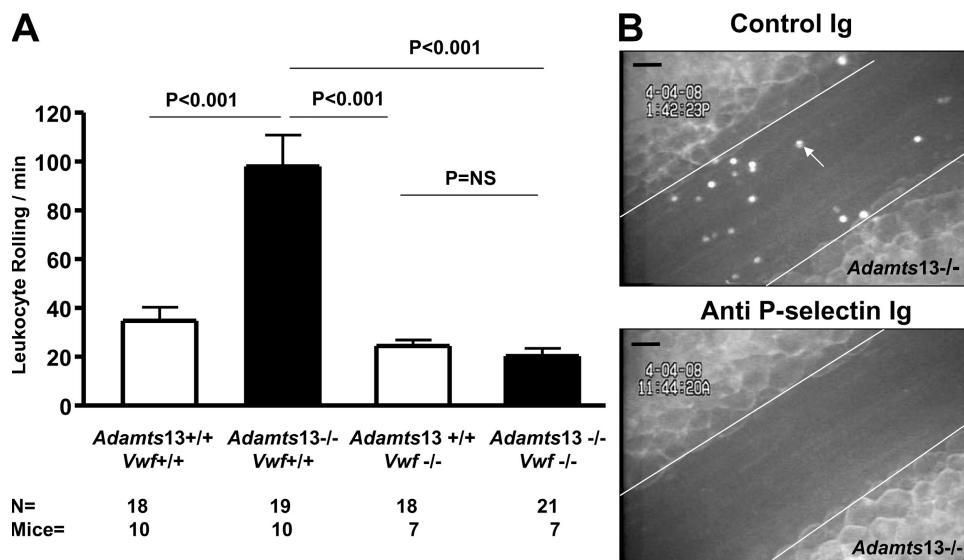 A
P<0.001
P<0.001
P<0.001
P=NS
Leukocyte Rolling / min
120
100
80
60
40
20
0
Adamts13+/+ Adamts13-/- Adamts13 +/+ Adamts13 -/-
Vwf+/+ Vwf+/+ Vwf -/- Vwf -/-
N= 18 19 18 21
Mice= 10 10 7 7
B
Control Ig
4-04-08
1:42:23P
Adamts13-/-
Anti P-selectin Ig
4-04-08
11:44:20A
Adamts13-/-